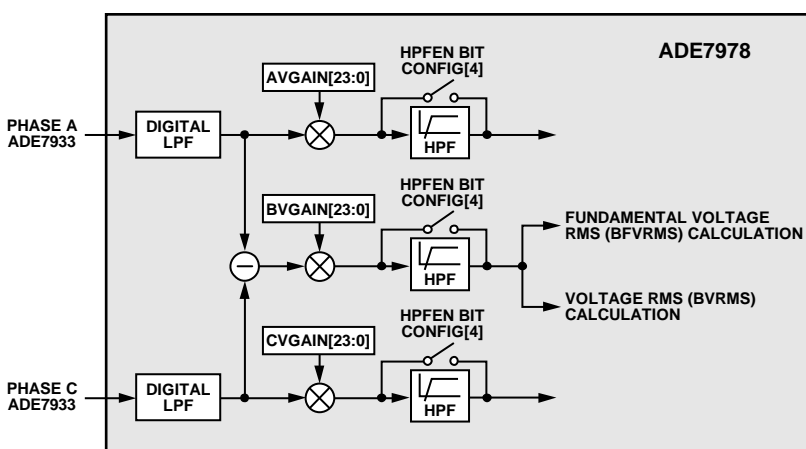 ADE7978
HPFEN BIT
CONFIG[4]
AVGAIN[23:0]
PHASE A
ADE7933
DIGITAL
LPF
HPF
HPFEN BIT
CONFIG[4]
BVGAIN[23:0]
HPF
FUNDAMENTAL VOLTAGE
RMS (BFVRMS) CALCULATION
VOLTAGE RMS (BVRMS)
CALCULATION
HPFEN BIT
CONFIG[4]
CVGAIN[23:0]
PHASE C
ADE7933
DIGITAL
LPF
HPF